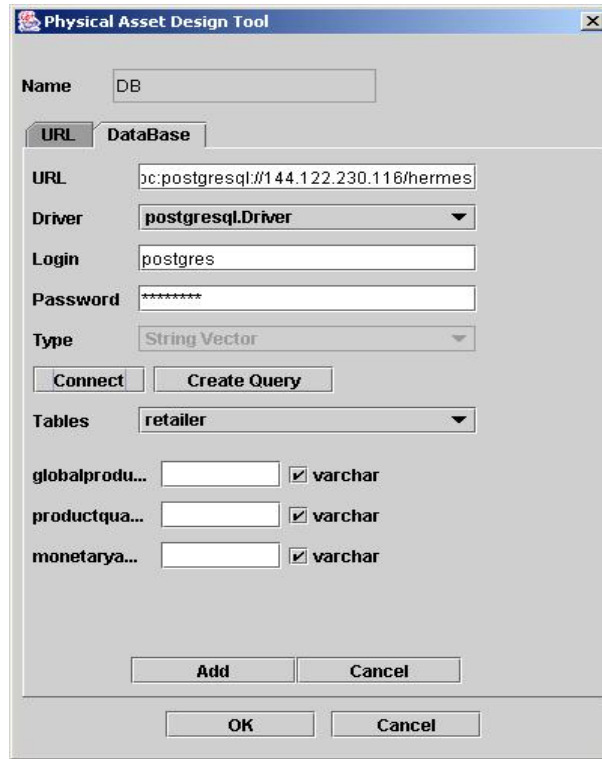 Physical Asset Design Tool
Name DB
URL DataBase
URL bc:postgresql://144.122.230.116/hermes
Driver postgresql.Driver
Login postgres
Password ********
Type String Vector
Connect Create Query
Tables retailer
globalprodu... varchar
productqua... varchar
monetarya... varchar
Add Cancel
OK Cancel